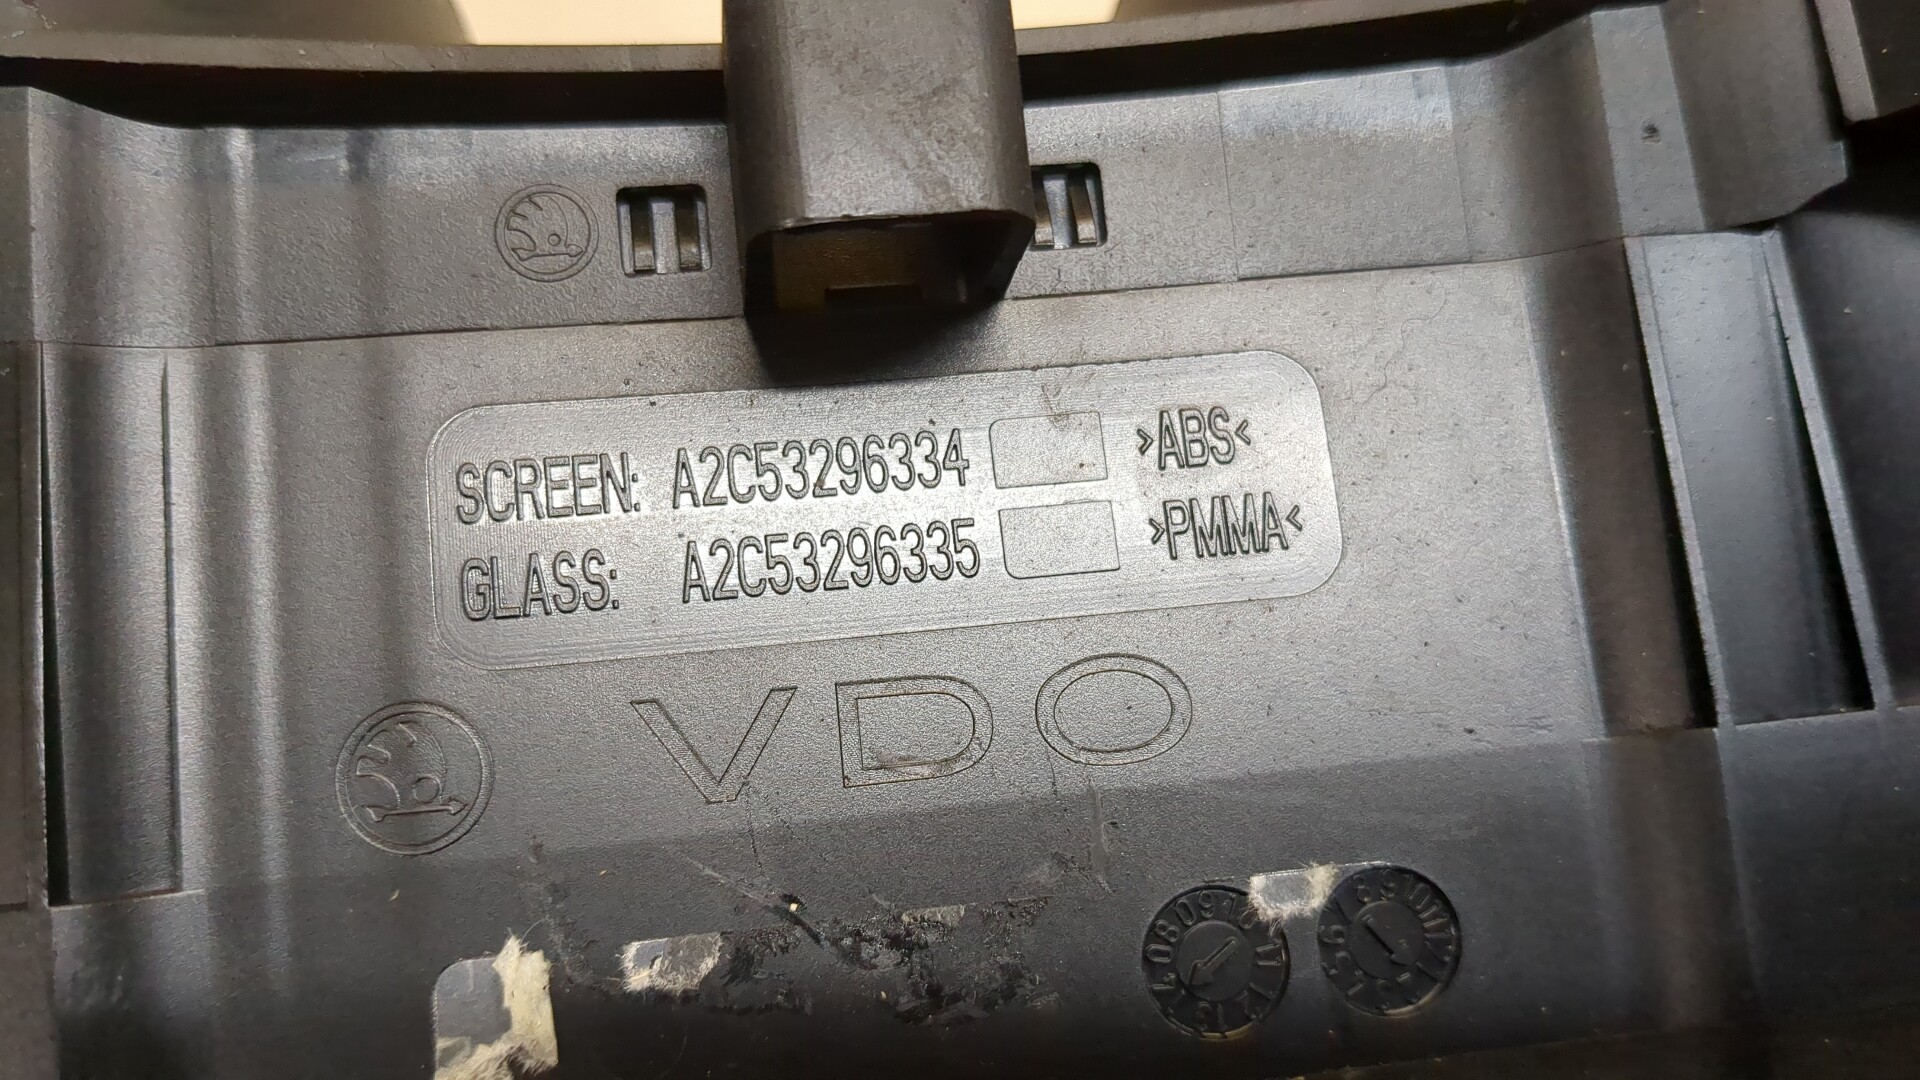 SCREEN: A2C53296334 >ABS<
GLASS: A2C53296335 >PMMA<
VDO